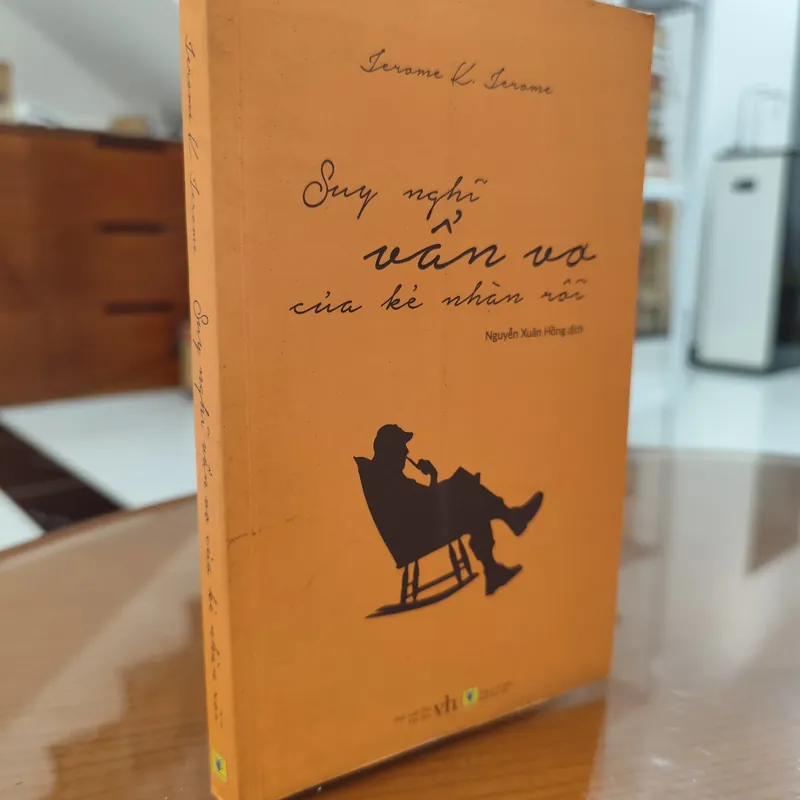 Jerome K. Jerome
Suy nghĩ
vẩn vơ
của kẻ nhàn rỗi
Nguyễn Xuân Hồng dịch
vh
Jerome K. Jerome Suy nghĩ vẩn vơ của kẻ nhàn rỗi